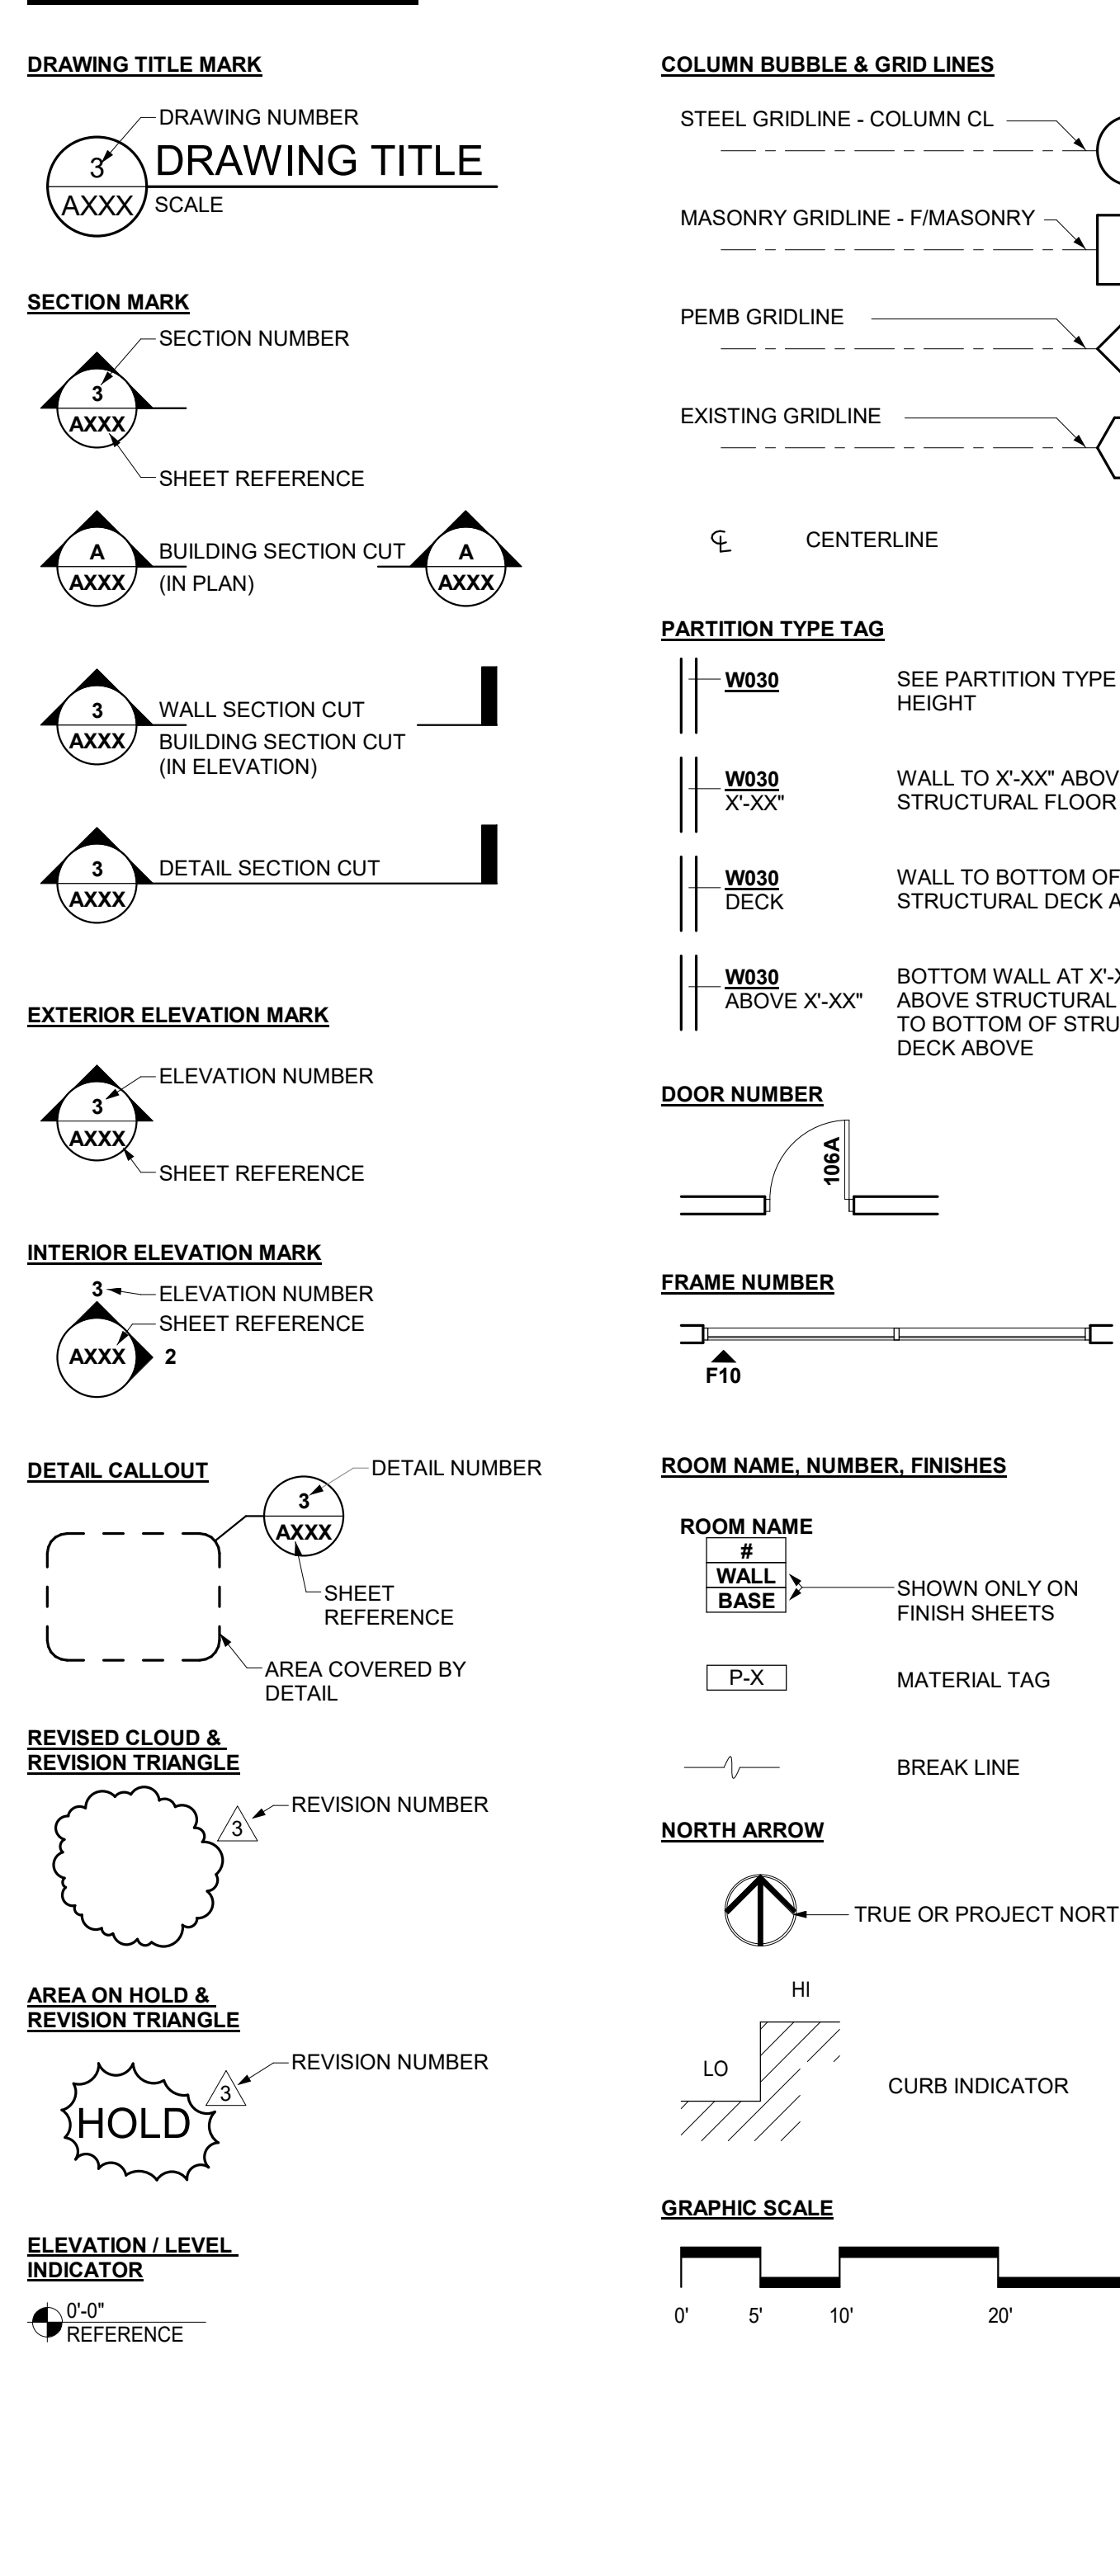 DRAWING TITLE MARK
DRAWING NUMBER
3
DRAWING TITLE
AXXX
SCALE
SECTION MARK
SECTION NUMBER
3
AXXX
SHEET REFERENCE
A
AXXX
BUILDING SECTION CUT
(IN PLAN)
A
AXXX
3
AXXX
WALL SECTION CUT
BUILDING SECTION CUT
(IN ELEVATION)
3
AXXX
DETAIL SECTION CUT
EXTERIOR ELEVATION MARK
ELEVATION NUMBER
3
AXXX
SHEET REFERENCE
INTERIOR ELEVATION MARK
3
ELEVATION NUMBER
SHEET REFERENCE
AXXX
2
DETAIL CALLOUT
DETAIL NUMBER
3
AXXX
SHEET
REFERENCE
AREA COVERED BY
DETAIL
REVISED CLOUD &
REVISION TRIANGLE
REVISION NUMBER
3
AREA ON HOLD &
REVISION TRIANGLE
REVISION NUMBER
3
HOLD
ELEVATION / LEVEL
INDICATOR
0'-0"
REFERENCE
COLUMN BUBBLE & GRID LINES
STEEL GRIDLINE - COLUMN CL
MASONRY GRIDLINE - F/MASONRY
PEMB GRIDLINE
EXISTING GRIDLINE
℄ CENTERLINE
PARTITION TYPE TAG
W030
SEE PARTITION TYPE
HEIGHT
W030
X'-XX"
WALL TO X'-XX" ABOV
STRUCTURAL FLOOR
W030
DECK
WALL TO BOTTOM OF
STRUCTURAL DECK A
W030
ABOVE X'-XX"
BOTTOM WALL AT X'-X
ABOVE STRUCTURAL
TO BOTTOM OF STRU
DECK ABOVE
DOOR NUMBER
106A
FRAME NUMBER
F10
ROOM NAME, NUMBER, FINISHES
ROOM NAME
#
WALL
BASE
SHOWN ONLY ON
FINISH SHEETS
P-X
MATERIAL TAG
BREAK LINE
NORTH ARROW
TRUE OR PROJECT NORT
HI
LO
CURB INDICATOR
GRAPHIC SCALE
0' 5' 10' 20'